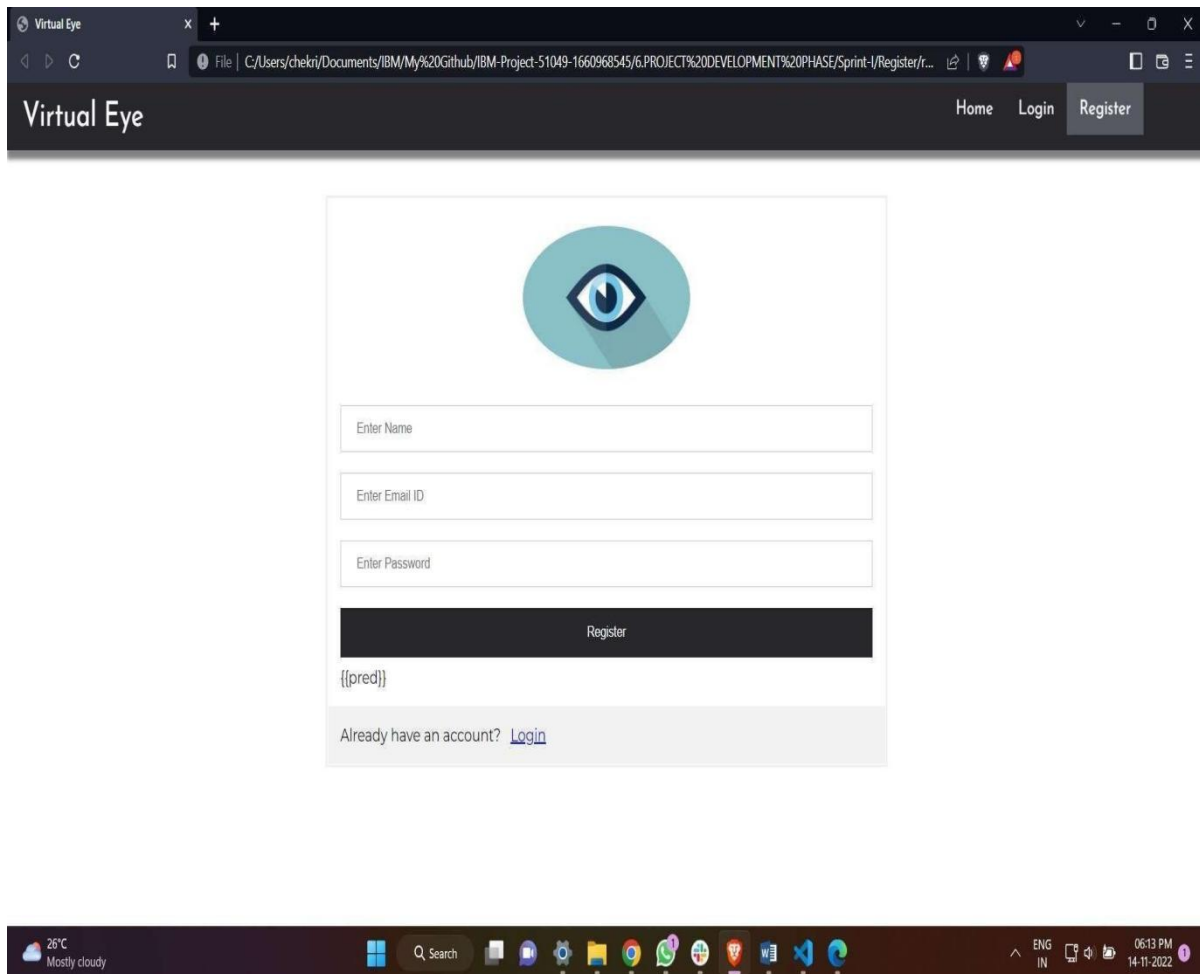 Virtual Eye
File | C:/Users/chekri/Documents/IBM/My%20Github/IBM-Project-51049-1660968545/6.PROJECT%20DEVELOPMENT%20PHASE/Sprint-I/Register/r...
Virtual Eye Home Login Register
Enter Name
Enter Email ID
Enter Password
Register
{{pred}}
Already have an account? Login
26°C
Mostly cloudy
Search
1
ENG
IN
06:13 PM
14-11-2022
1